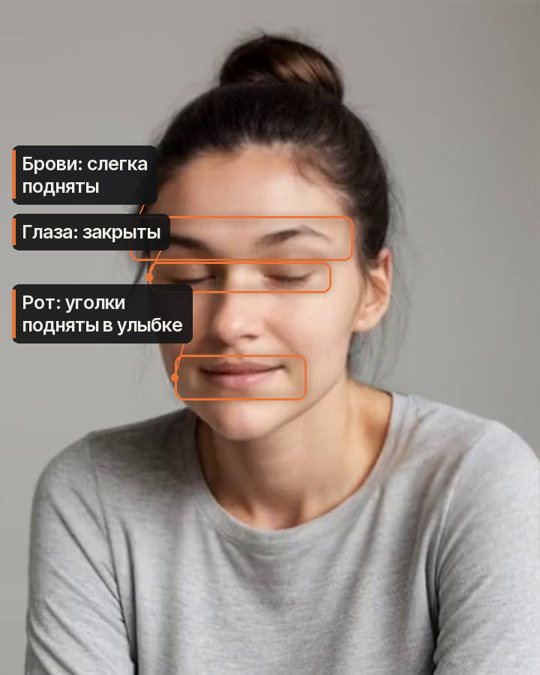 Брови: слегка
подняты
Глаза: закрыты
Рот: уголки
подняты в улыбке